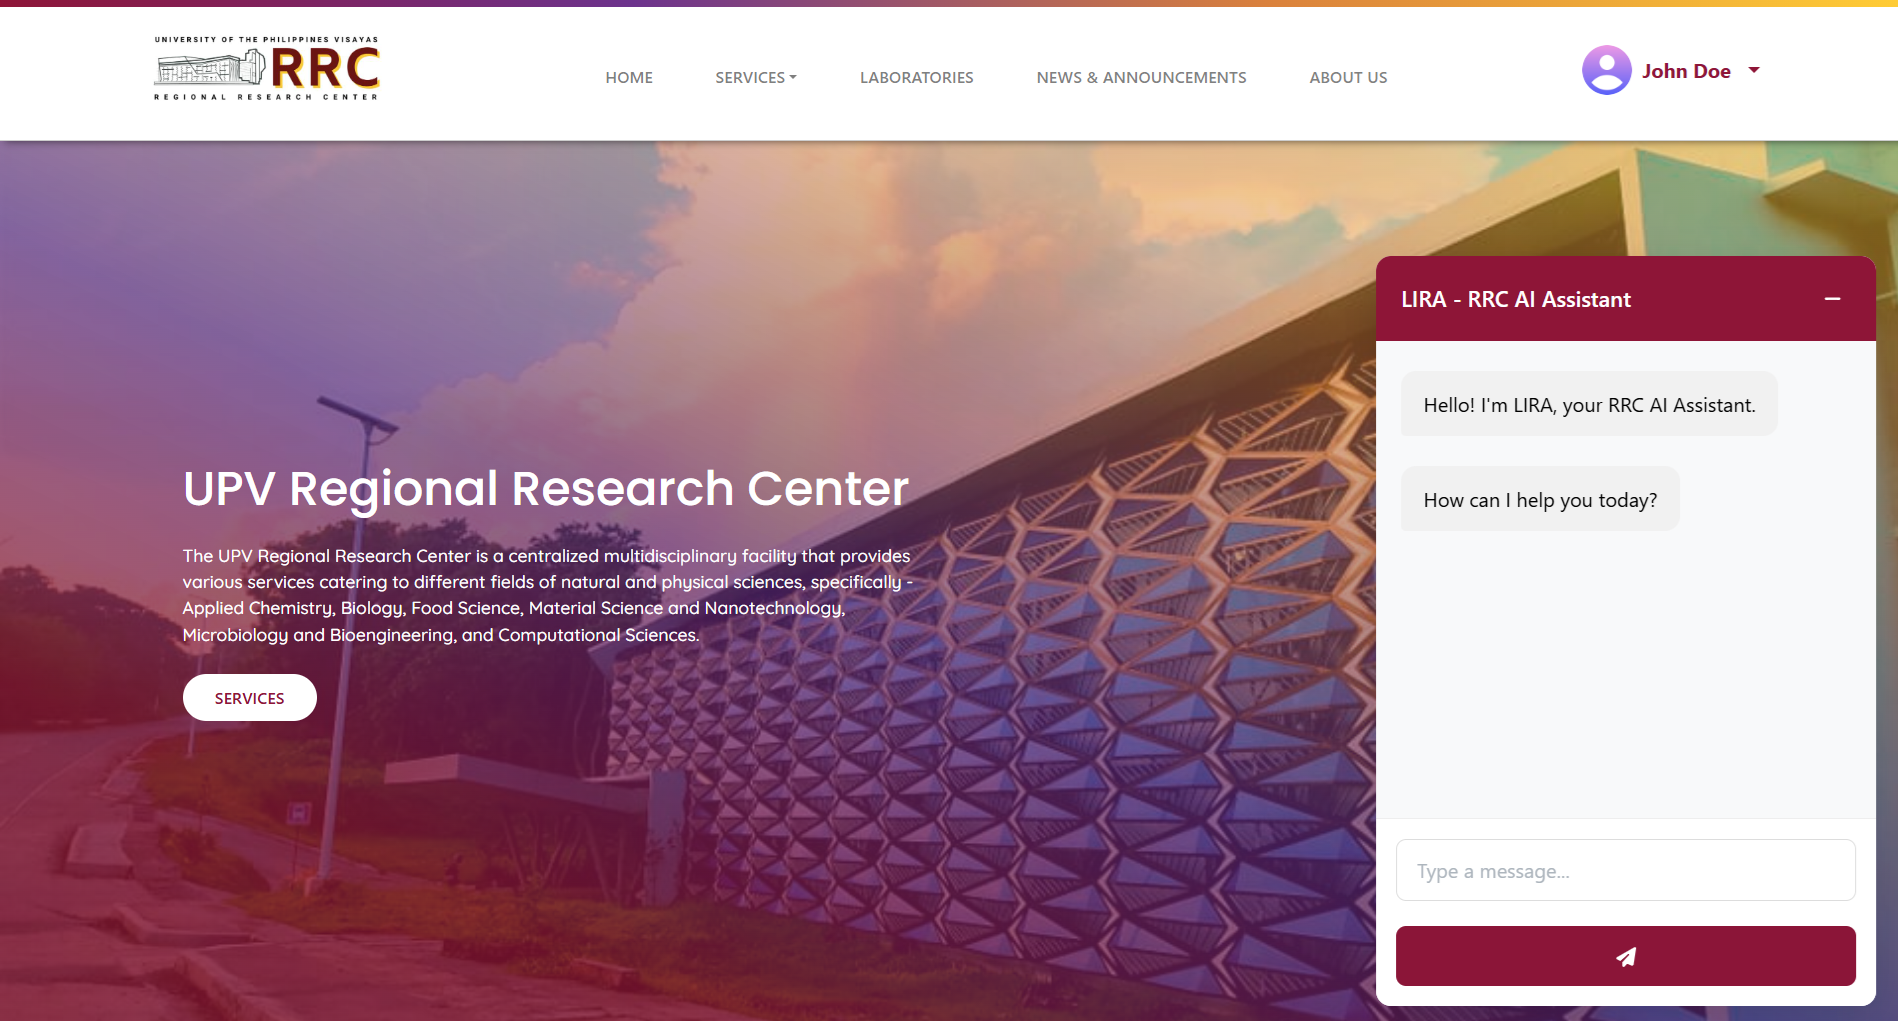 UNIVERSITY OF THE PHILIPPINES VISAYAS
RRC
REGIONAL RESEARCH CENTER
HOME
SERVICES
LABORATORIES
NEWS & ANNOUNCEMENTS
ABOUT US
John Doe
UPV Regional Research Center
The UPV Regional Research Center is a centralized multidisciplinary facility that provides
various services catering to different fields of natural and physical sciences, specifically -
Applied Chemistry, Biology, Food Science, Material Science and Nanotechnology,
Microbiology and Bioengineering, and Computational Sciences.
SERVICES
LIRA - RRC AI Assistant
Hello! I'm LIRA, your RRC AI Assistant.
How can I help you today?
Type a message...